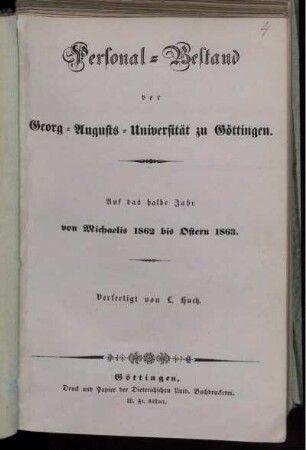 4
Personal=Bestand
der
Georg=Augusts=Universität zu Göttingen.
Auf das halbe Jahr
von Michaelis 1862 bis Ostern 1863.
Verfertigt von L. Huch.
Göttingen,
Druck und Papier der Dieterichschen Univ. Buchdruckerei.
W. Fr. Kästner.